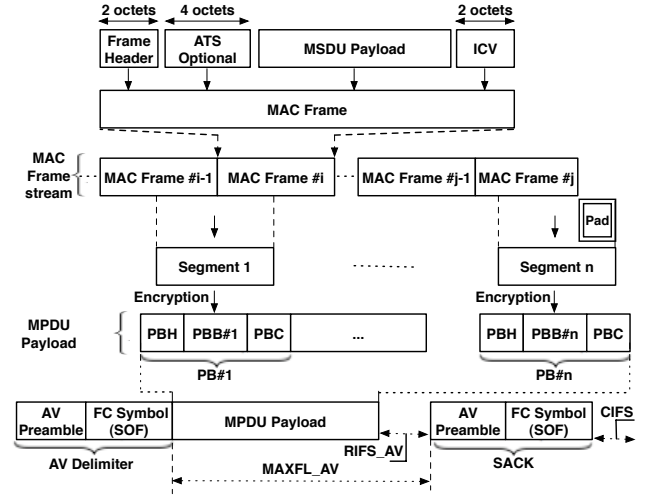 2 octets 4 octets 2 octets
Frame Header ATS Optional MSDU Payload ICV
MAC Frame
MAC Frame stream
MAC Frame #i-1 MAC Frame #i MAC Frame #j-1 MAC Frame #j
Pad
Segment 1 Segment n
Encryption Encryption
MPDU Payload
PBH PBB#1 PBC ... PBH PBB#n PBC
PB#1 PB#n
AV Preamble FC Symbol (SOF) MPDU Payload AV Preamble FC Symbol (SOF) CIFS
RIFS_AV
AV Delimiter MAXFL_AV SACK